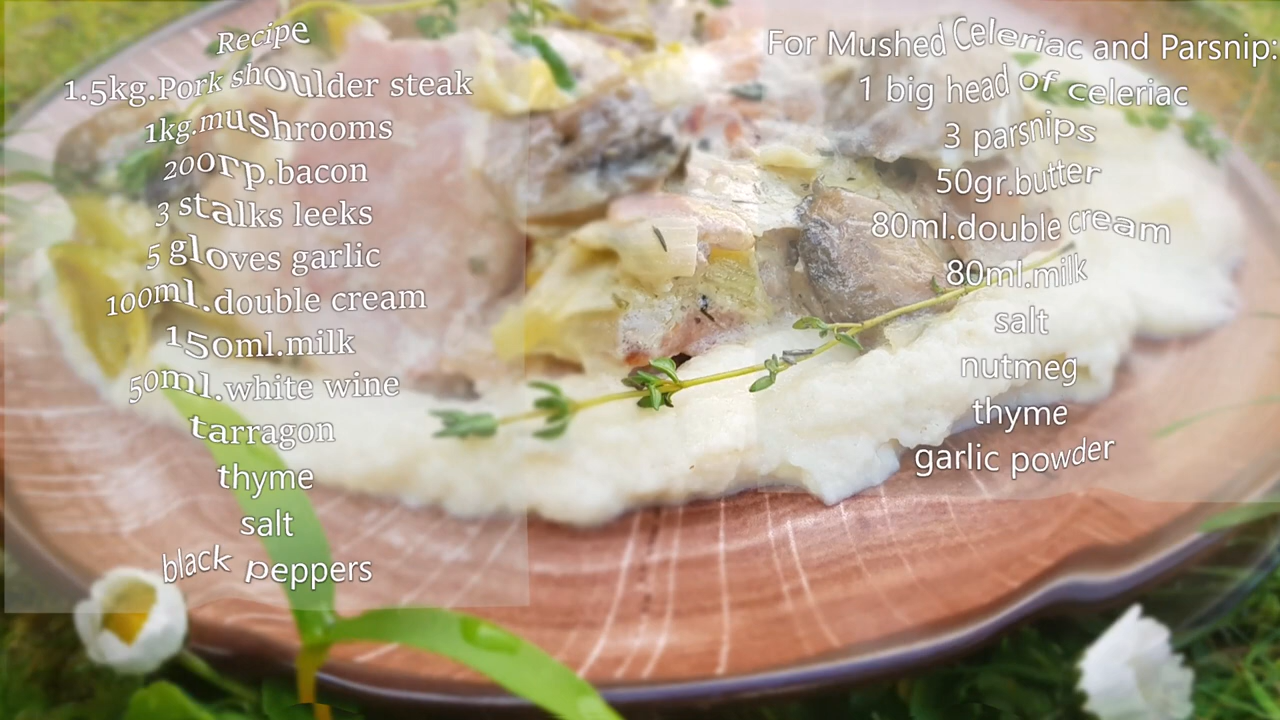 Recipe
1.5kg.Pork shoulder steak
1kg.mushrooms
200rp.bacon
3 stalks leeks
5 gloves garlic
100ml.double cream
150ml.milk
50ml.white wine
tarragon
thyme
salt
black peppers
For Mushed Celeriac and Parsnip:
1 big head of celeriac
3 parsnips
50gr.butter
80ml.double cream
80ml.milk
salt
nutmeg
thyme
garlic powder